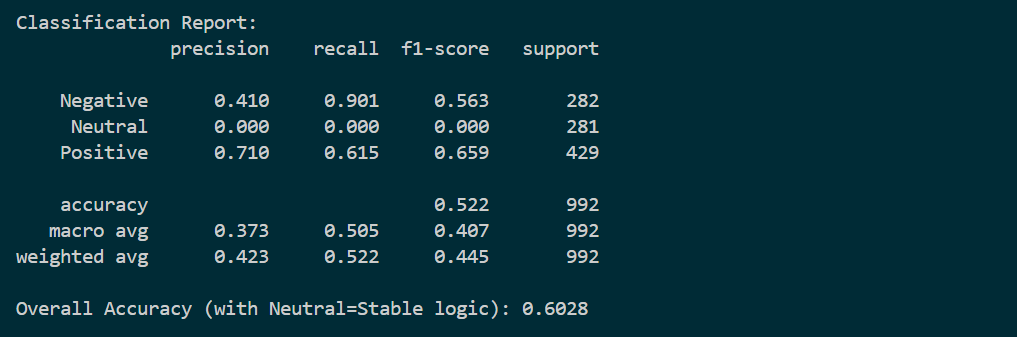 Classification Report:
precision recall f1-score support
Negative 0.410 0.901 0.563 282
Neutral 0.000 0.000 0.000 281
Positive 0.710 0.615 0.659 429
accuracy 0.522 992
macro avg 0.373 0.505 0.407 992
weighted avg 0.423 0.522 0.445 992
Overall Accuracy (with Neutral=Stable logic): 0.6028